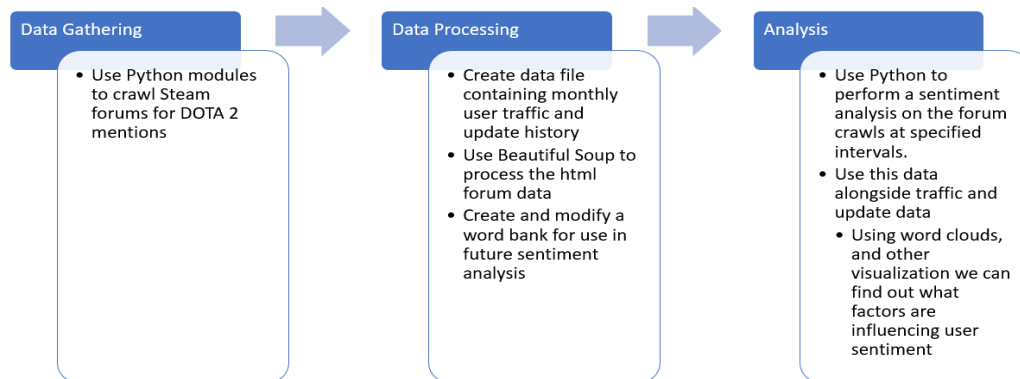 Data Gathering
• Use Python modules
to crawl Steam
forums for DOTA 2
mentions
Data Processing
• Create data file
containing monthly
user traffic and
update history
• Use Beautiful Soup to
process the html
forum data
• Create and modify a
word bank for use in
future sentiment
analysis
Analysis
• Use Python to
perform a sentiment
analysis on the forum
crawls at specified
intervals.
• Use this data
alongside traffic and
update data
• Using word clouds,
and other
visualization we can
find out what
factors are
influencing user
sentiment